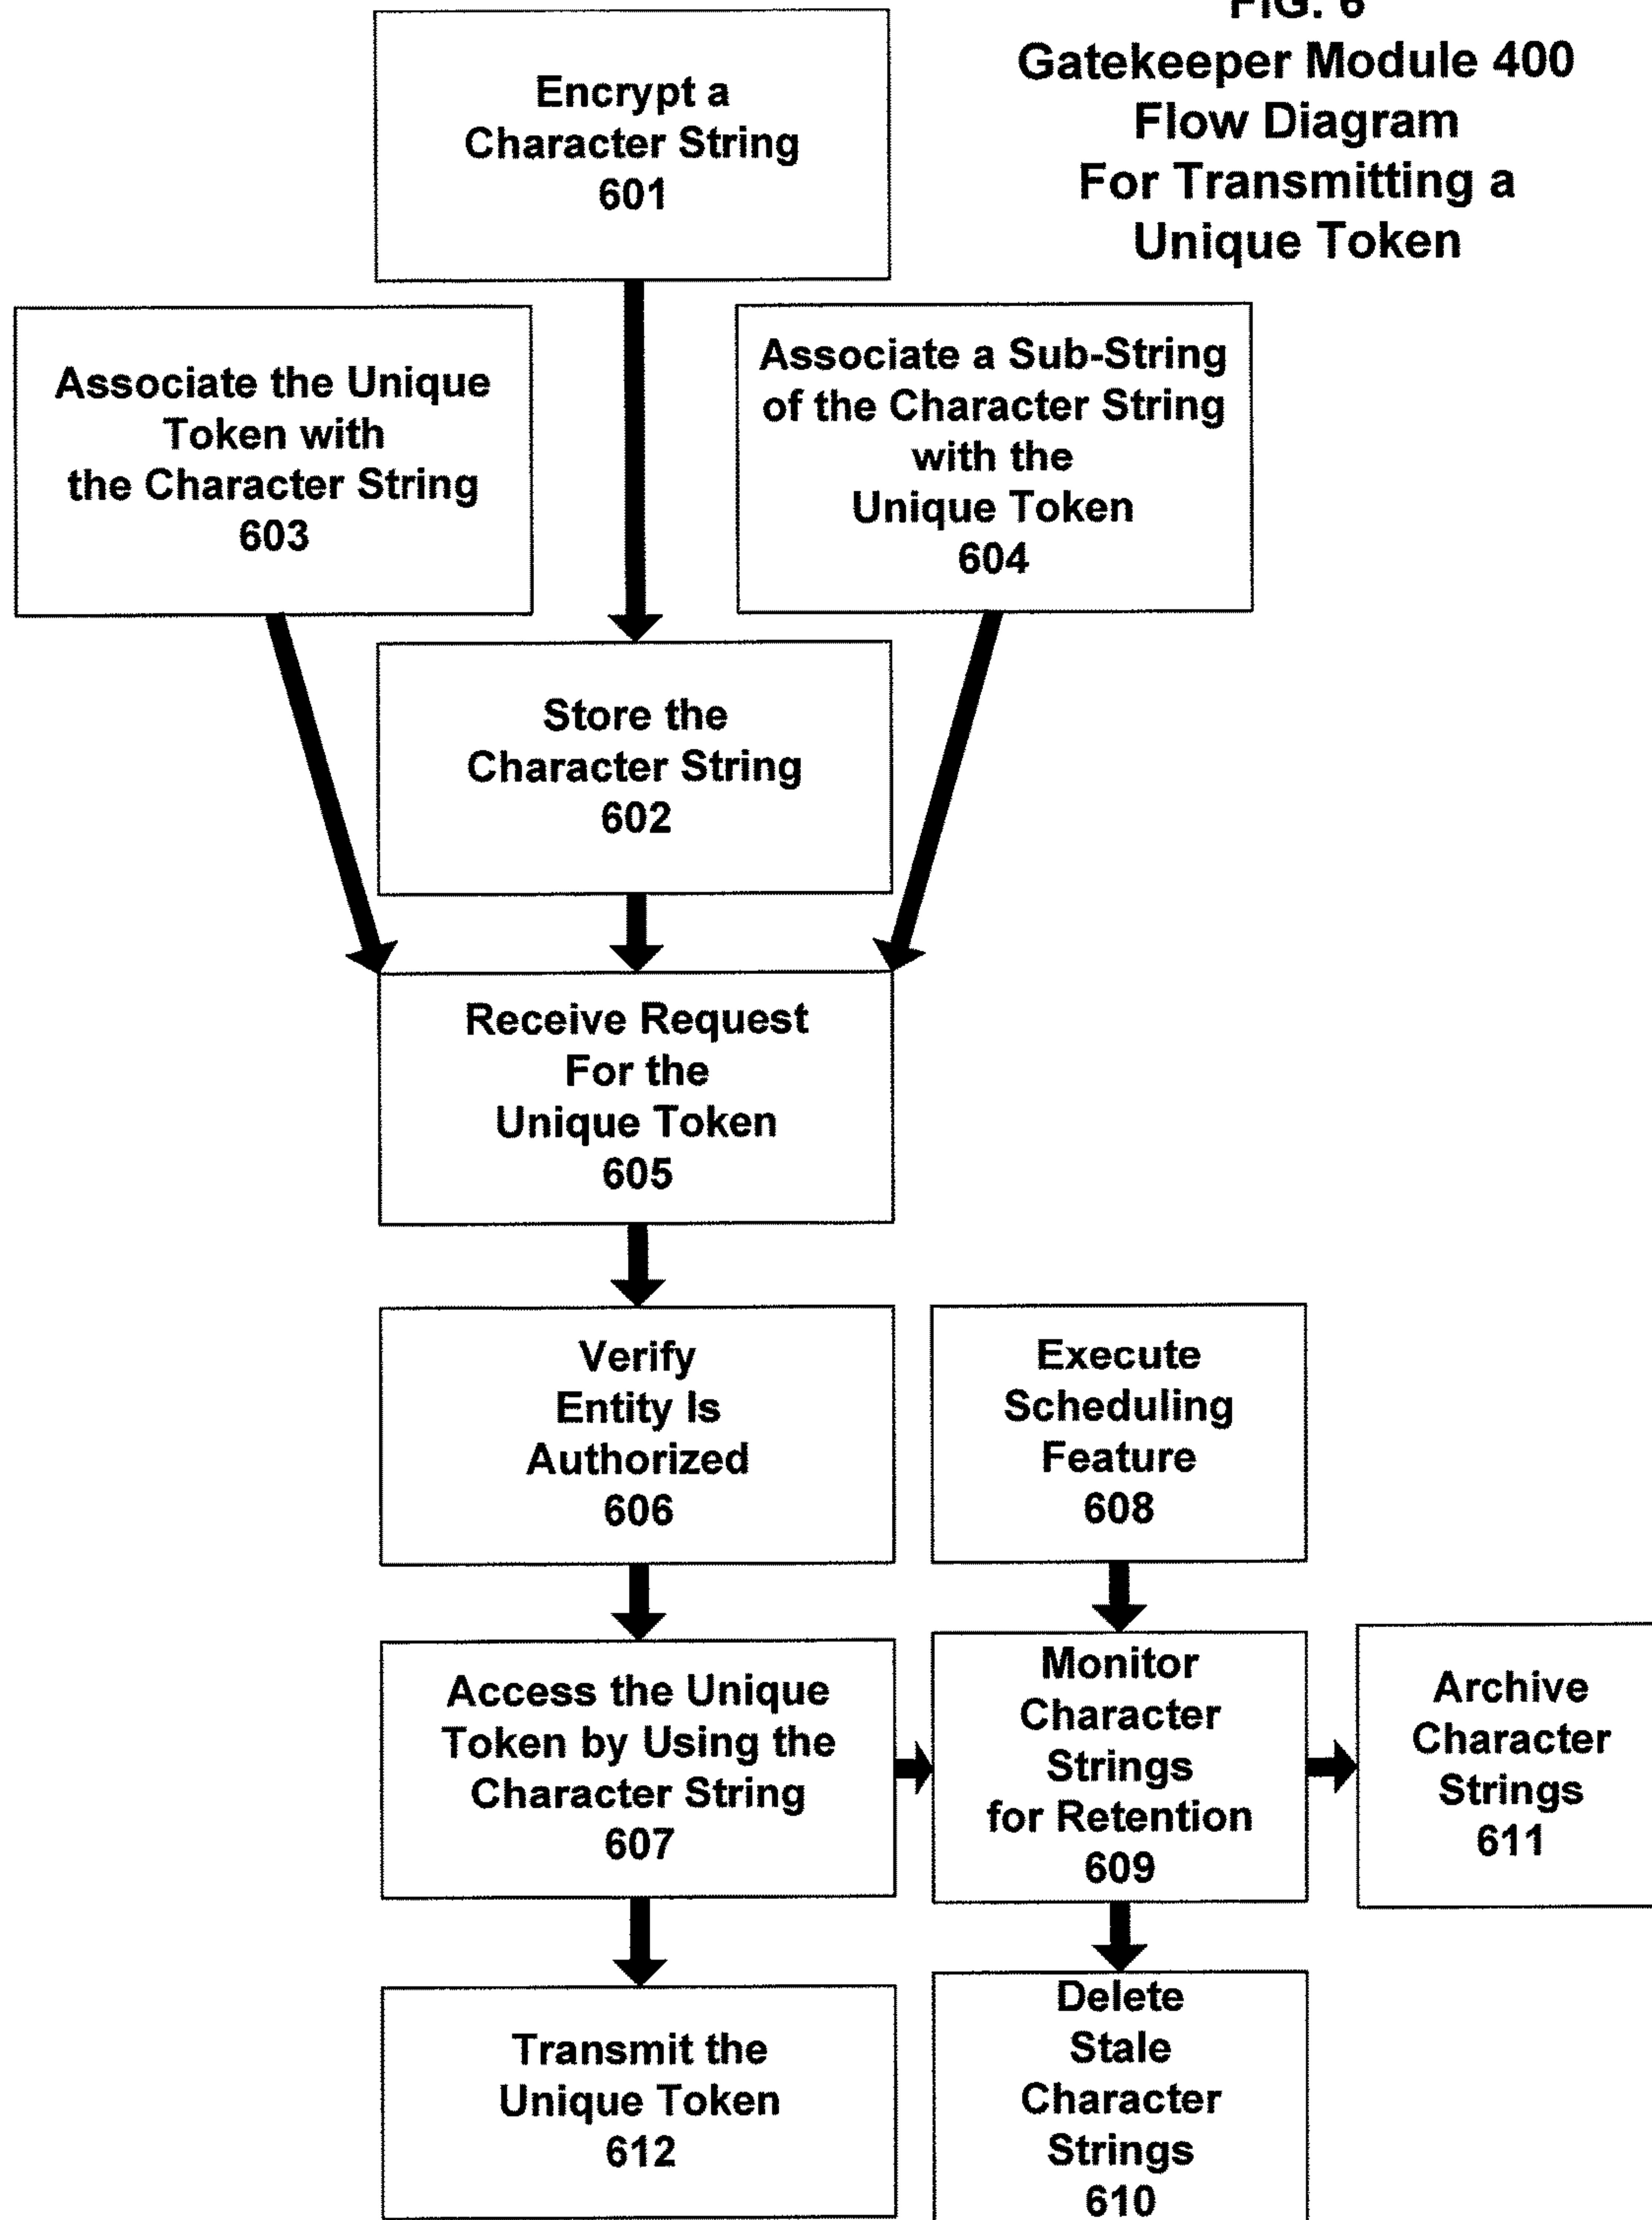 FIG. 6
Gatekeeper Module 400
Flow Diagram
For Transmitting a
Unique Token
Encrypt a
Character String
601
Associate the Unique
Token with
the Character String
603
Associate a Sub-String
of the Character String
with the
Unique Token
604
Store the
Character String
602
Receive Request
For the
Unique Token
605
Verify
Entity Is
Authorized
606
Execute
Scheduling
Feature
608
Access the Unique
Token by Using the
Character String
607
Monitor
Character
Strings
for Retention
609
Archive
Character
Strings
611
Transmit the
Unique Token
612
Delete
Stale
Character
Strings
610